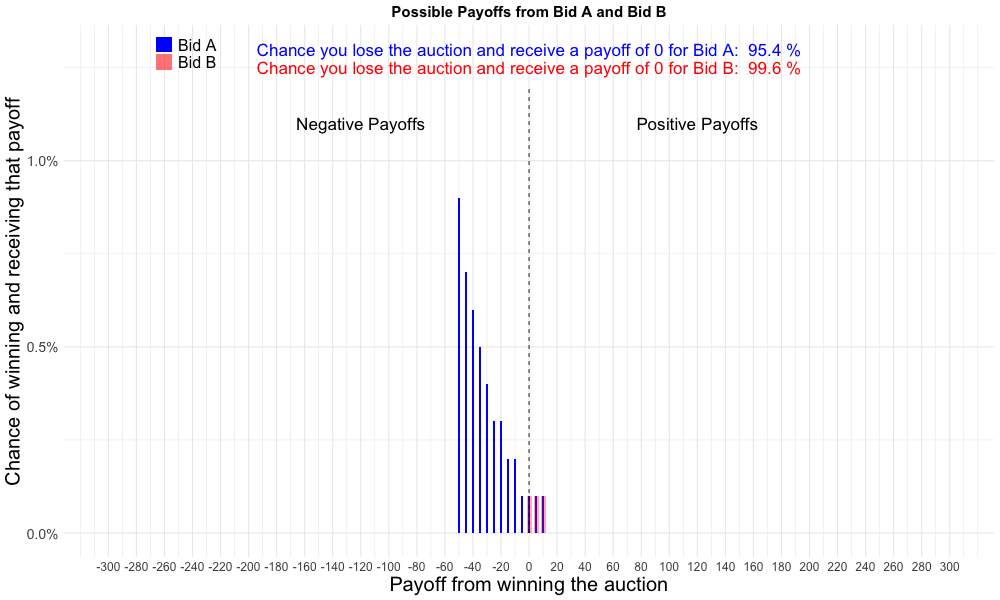 Possible Payoffs from Bid A and Bid B
Bid A
Bid B
Chance you lose the auction and receive a payoff of 0 for Bid A:  95.4 %
Chance you lose the auction and receive a payoff of 0 for Bid B:  99.6 %
Negative Payoffs
Positive Payoffs
Chance of winning and receiving that payoff
1.0%
0.5%
0.0%
-300 -280 -260 -240 -220 -200 -180 -160 -140 -120 -100 -80 -60 -40 -20 0 20 40 60 80 100 120 140 160 180 200 220 240 260 280 300
Payoff from winning the auction